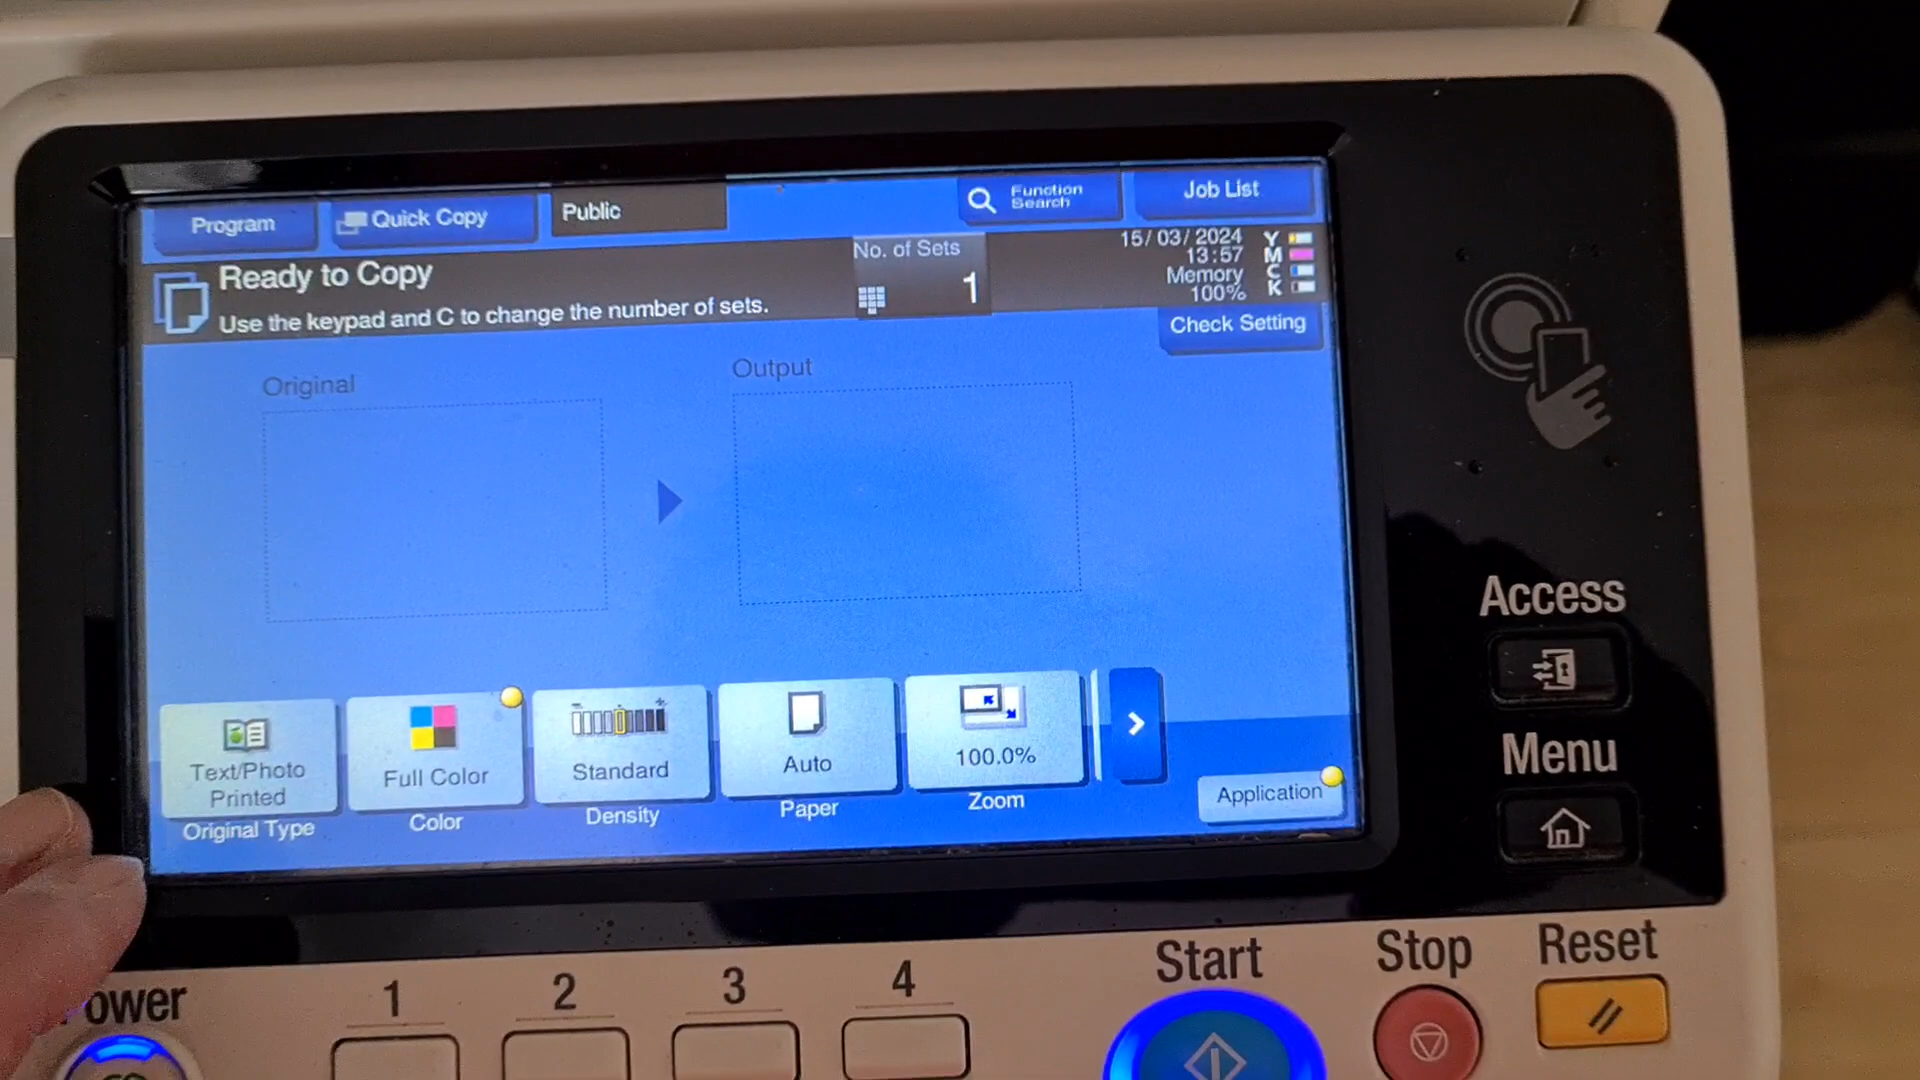 Program
Quick Copy
Public
Function
Search
Job List
Ready to Copy
Use the keypad and C to change the number of sets.
No. of Sets
1
15/03/2024
13:57
Memory
100%
Y
M
C
K
Check Setting
Original
Output
Text/Photo
Printed
Original Type
Full Color
Color
Standard
Density
Auto
Paper
100.0%
Zoom
Application
Access
Menu
Power
1
2
3
4
Start
Stop
Reset